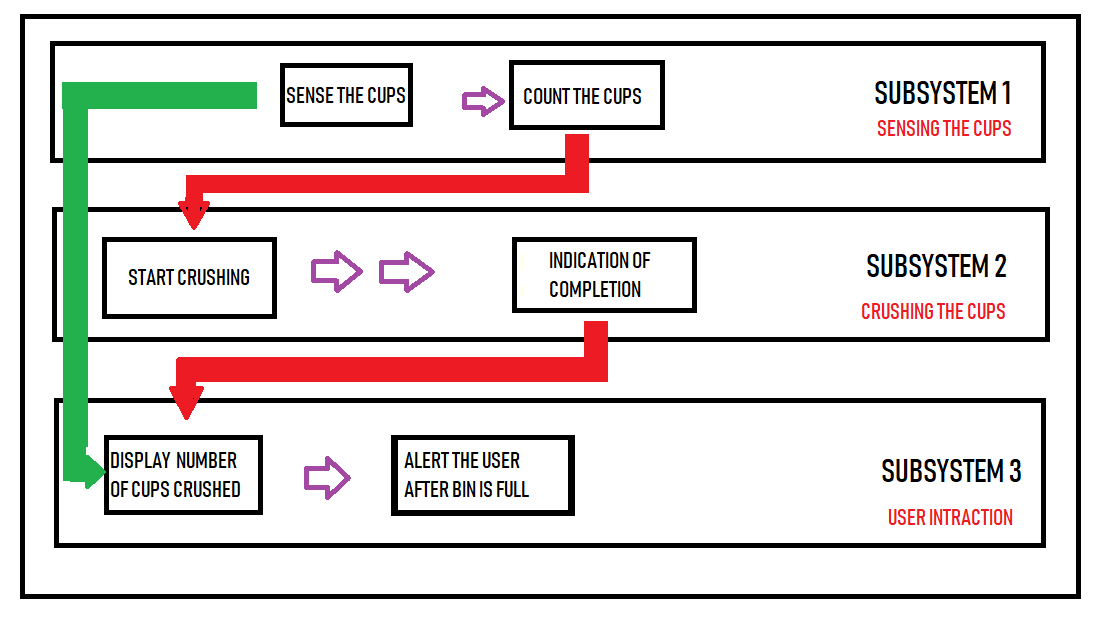 SENSE THE CUPS
COUNT THE CUPS
SUBSYSTEM 1
SENSING THE CUPS
START CRUSHING
INDICATION OF
COMPLETION
SUBSYSTEM 2
CRUSHING THE CUPS
DISPLAY NUMBER
OF CUPS CRUSHED
ALERT THE USER
AFTER BIN IS FULL
SUBSYSTEM 3
USER INTRACTION